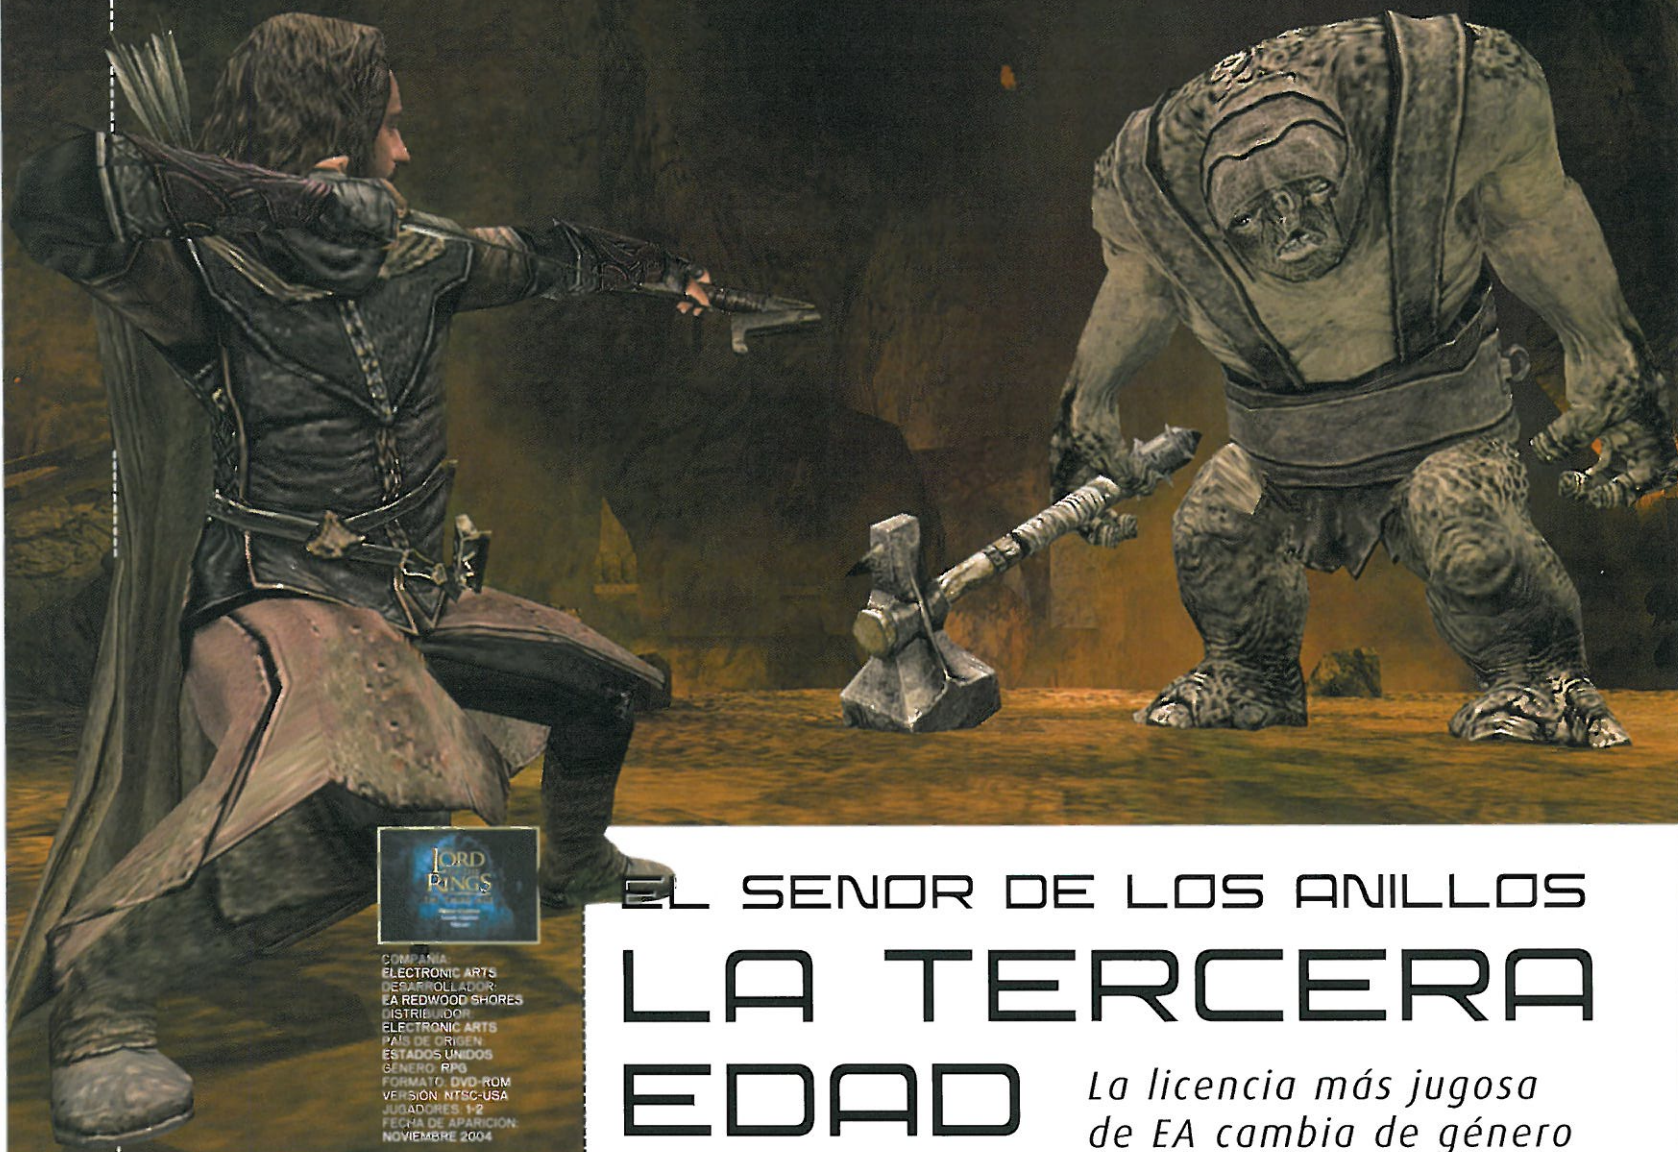 LORD
RINGS
COMPAÑÍA:
ELECTRONIC ARTS
DESARROLLADOR:
EA REDWOOD SHORES
DISTRIBUIDOR:
ELECTRONIC ARTS
PAÍS DE ORIGEN:
ESTADOS UNIDOS
GÉNERO: RPG
FORMATO: DVD-ROM
VERSIÓN: NTSC-USA
JUGADORES: 1-2
FECHA DE APARICIÓN:
NOVIEMBRE 2004
EL SENOR DE LOS ANILLOS
LA TERCERA
EDAD
La licencia más jugosa
de EA cambia de género